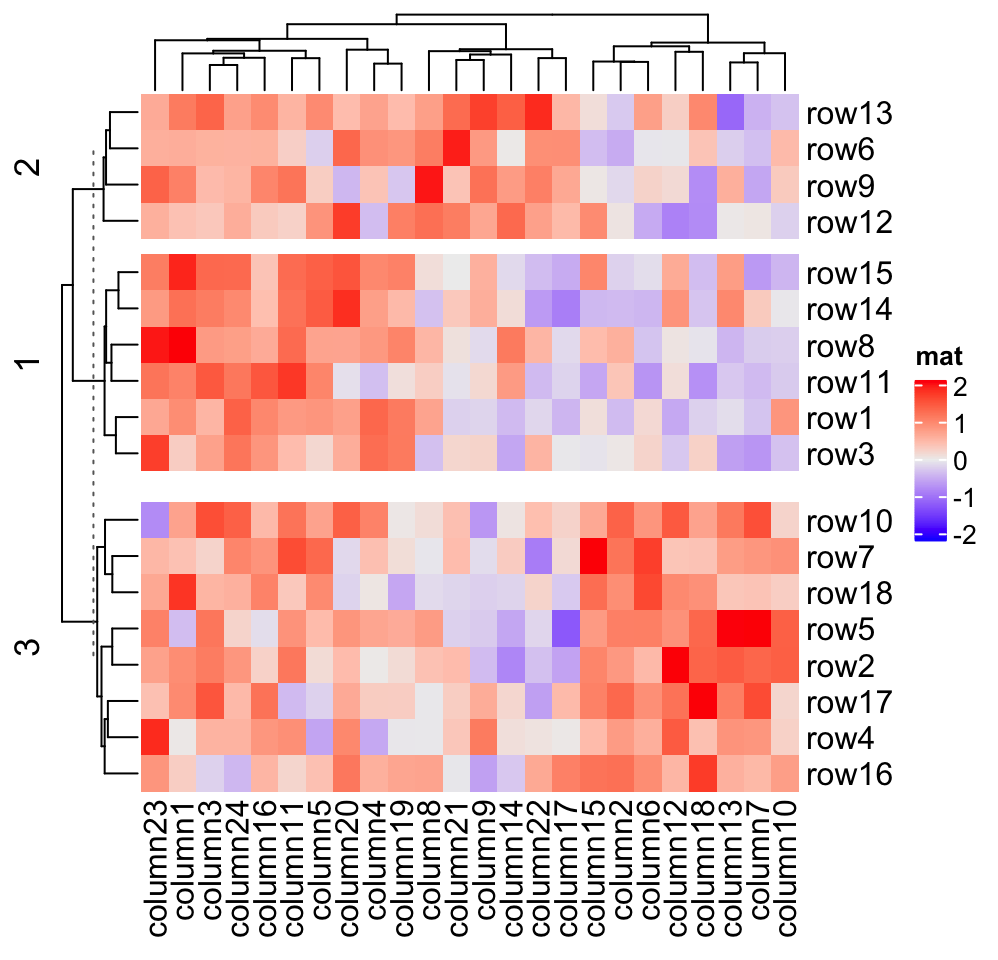 row13
row6
2
row9
row12
row15
row14
row8
1
row11
row1
row3
mat
2
1
0
-1
-2
row10
row7
row18
row5
3
row2
row17
row4
row16
column23
column1
column3
column24
column16
column11
column5
column20
column4
column19
column8
column21
column9
column14
column22
column17
column15
column2
column6
column12
column18
column13
column7
column10